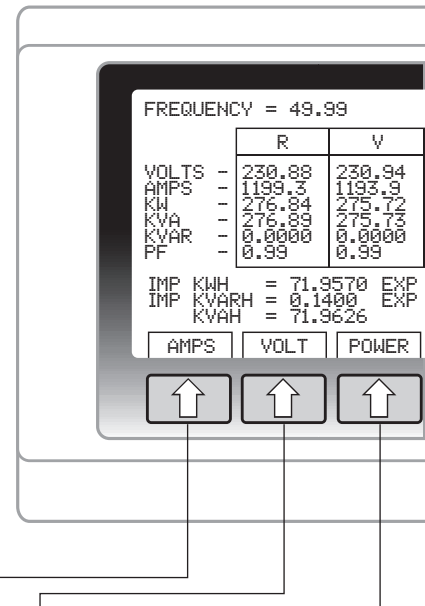 FREQUENCY = 49.99
R V
VOLTS - 230.88 230.94
AMPS - 1199.3 1193.9
KW - 276.84 275.72
KVA - 276.89 275.73
KVAR - 0.0000 0.0000
PF - 0.99 0.99
IMP KWH = 71.9570 EXP
IMP KVARH = 0.1400 EXP
KVAH = 71.9626
AMPS VOLT POWER